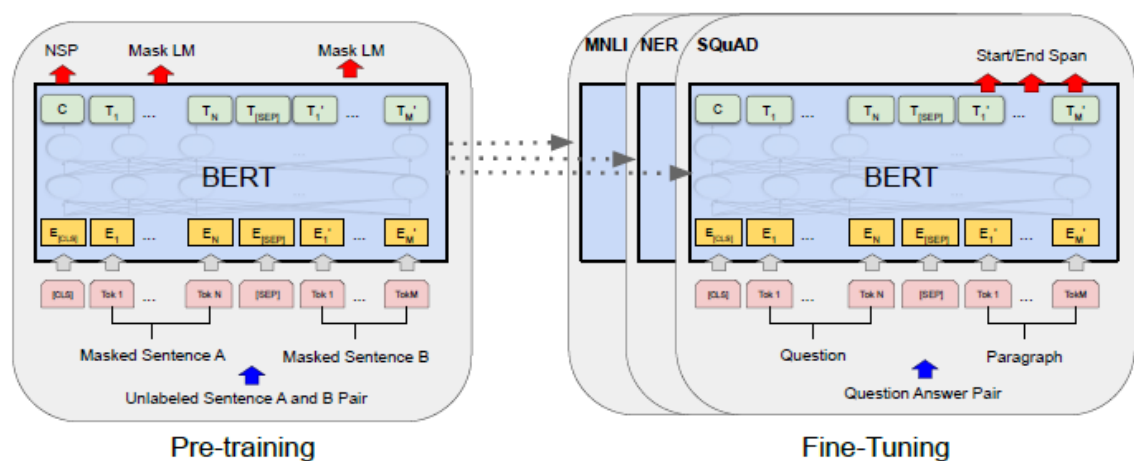 NSP Mask LM Mask LM
C T1 ... TN T[SEP] T1' ... TM'
BERT
E[CLS] E1 ... EN E[SEP] E1' ... EM'
[CLS] Tok 1 ... Tok N [SEP] Tok 1 ... TokM
Masked Sentence A Masked Sentence B
Unlabeled Sentence A and B Pair
Pre-training
MNLI NER SQuAD
Start/End Span
C T1 ... TN T[SEP] T1' ... TM'
BERT
E[CLS] E1 ... EN E[SEP] E1' ... EM'
[CLS] Tok 1 ... Tok N [SEP] Tok 1 ... TokM
Question Paragraph
Question Answer Pair
Fine-Tuning